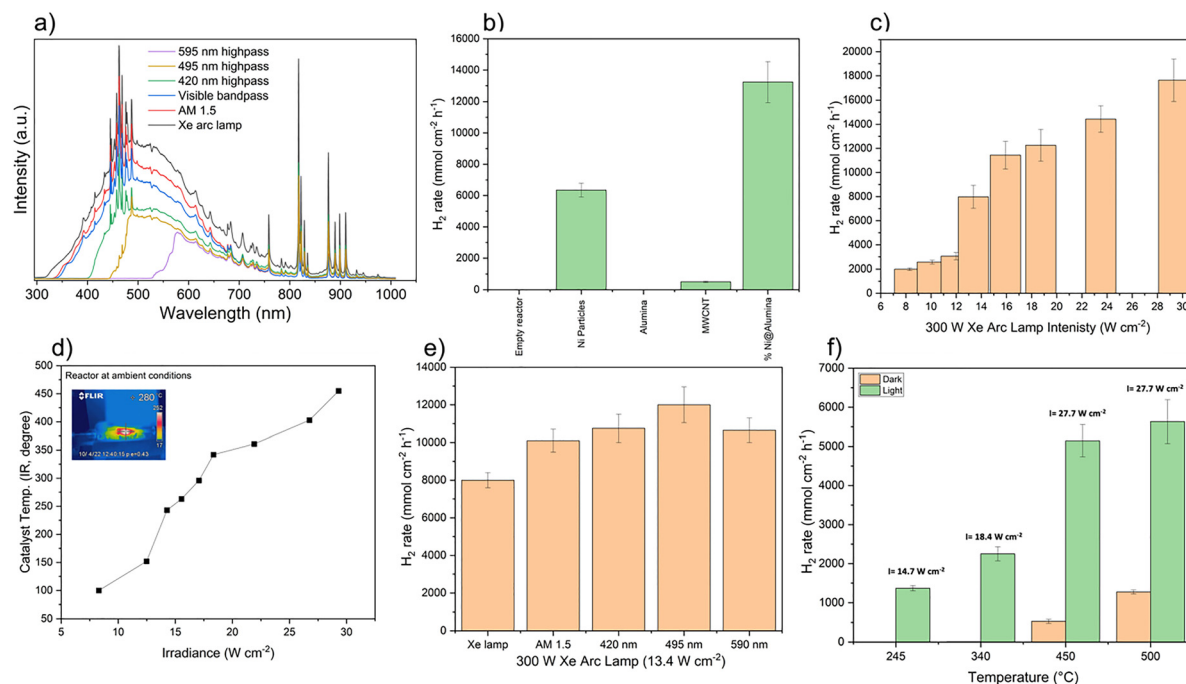 a)
595 nm highpass
495 nm highpass
420 nm highpass
Visible bandpass
AM 1.5
Xe arc lamp
Intensity (a.u.)
300 400 500 600 700 800 900 1000
Wavelength (nm)
b)
H2 rate (mmol cm-2 h-1)
16000
14000
12000
10000
8000
6000
4000
2000
0
Empty reactor
Ni Particles
Alumina
MWCNT
% Ni@Alumina
c)
H2 rate (mmol cm-2 h-1)
20000
18000
16000
14000
12000
10000
8000
6000
4000
2000
0
6 8 10 12 14 16 18 20 22 24 26 28 30
300 W Xe Arc Lamp Intenisty (W cm-2)
d)
Reactor at ambient conditions
FLIR
280
C
17
Catalyst Temp. (IR, degree)
500
450
400
350
300
250
200
150
100
50
5 10 15 20 25 30
Irradiance (W cm-2)
e)
H2 rate (mmol cm-2 h-1)
14000
12000
10000
8000
6000
4000
2000
0
Xe lamp AM 1.5 420 nm 495 nm 590 nm
300 W Xe Arc Lamp (13.4 W cm-2)
f)
Dark
Light
H2 rate (mmol cm-2 h-1)
7000
6000
5000
4000
3000
2000
1000
0
I= 14.7 W cm-2
I= 18.4 W cm-2
I= 27.7 W cm-2
I= 27.7 W cm-2
245 340 450 500
Temperature (°C)